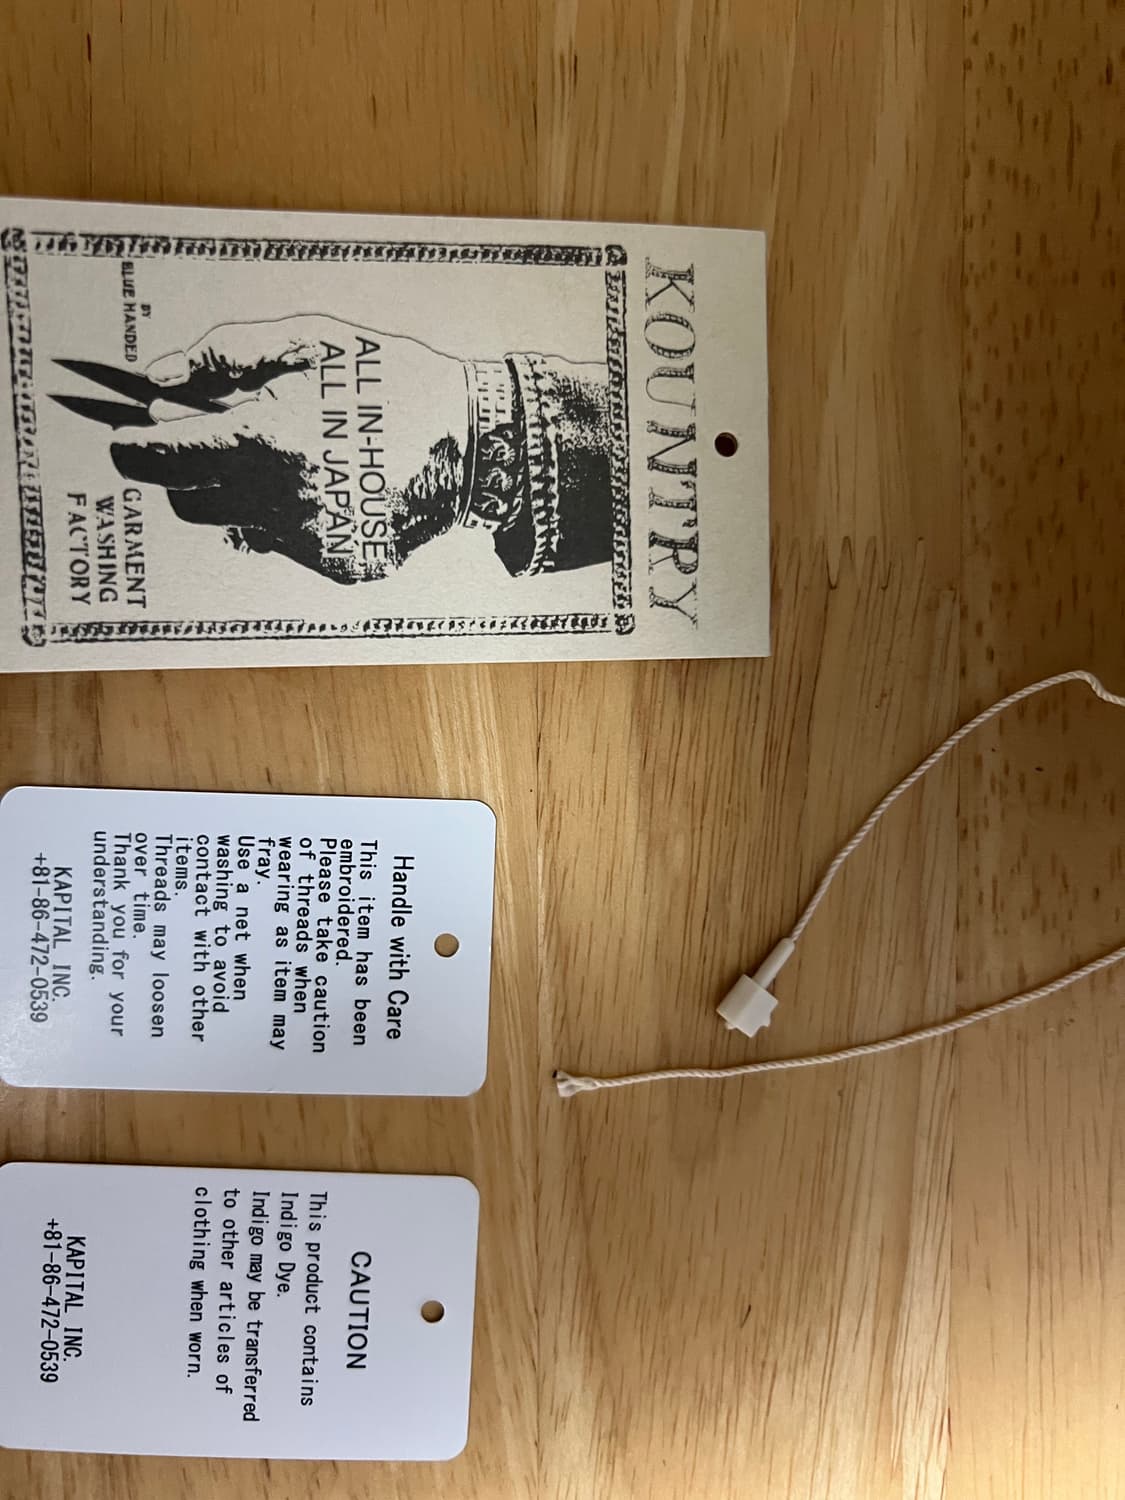 KOUNTRY
ALL IN-HOUSE,
ALL IN JAPAN
BY
BLUE HANDED
GARMENT
WASHING
FACTORY
Handle with Care
This item has been
embroidered.
Please take caution
of threads when
wearing as item may
fray.
Use a net when
washing to avoid
contact with other
items.
Threads may loosen
over time.
Thank you for your
understanding.
KAPITAL INC.
+81-86-472-0539
CAUTION
This product contains
Indigo Dye.
Indigo may be transferred
to other articles of
clothing when worn.
KAPITAL INC.
+81-86-472-0539